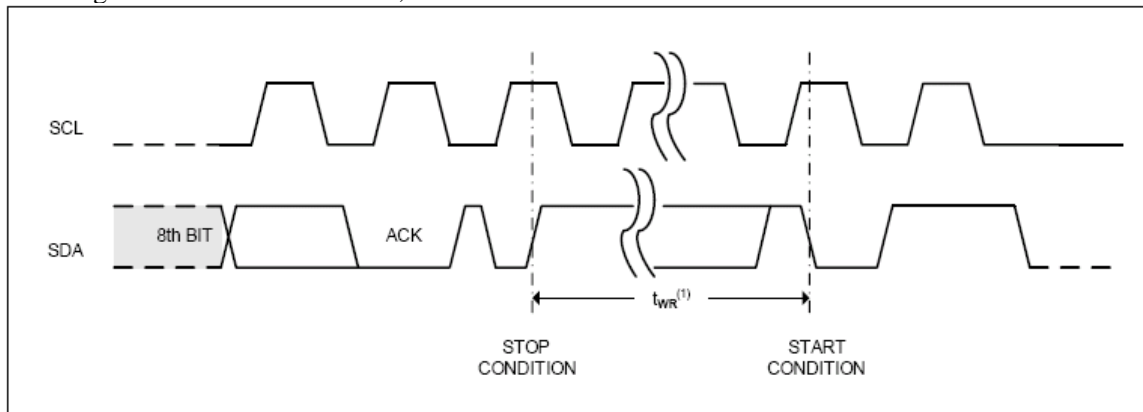 SCL
8th BIT
ACK
SDA
tWR(1)
STOP
CONDITION
START
CONDITION